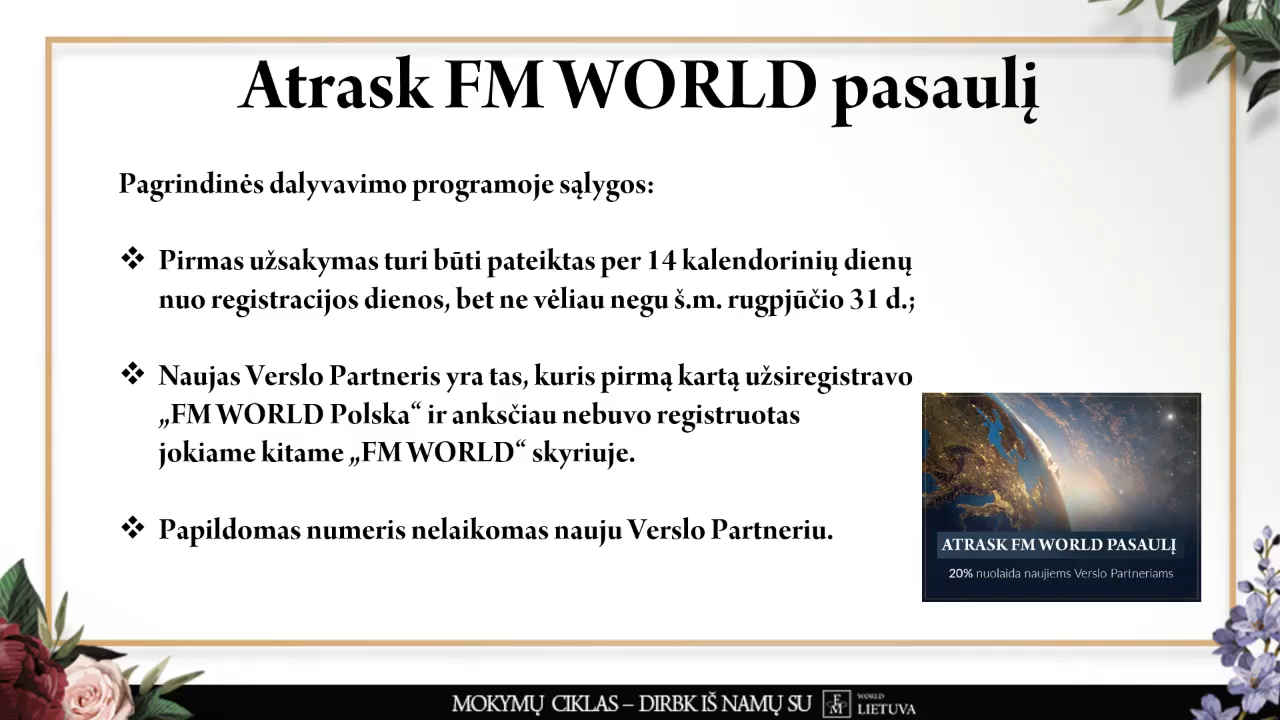 Atrask FM WORLD pasaulį
Pagrindinės dalyvavimo programoje sąlygos:
❖ Pirmas užsakymas turi būti pateiktas per 14 kalendorinių dienų
nuo registracijos dienos, bet ne vėliau negu š.m. rugpjūčio 31 d.;
❖ Naujas Verslo Partneris yra tas, kuris pirmą kartą užsiregistravo
„FM WORLD Polska“ ir anksčiau nebuvo registruotas
jokiame kitame „FM WORLD“ skyriuje.
❖ Papildomas numeris nelaikomas nauju Verslo Partneriu.
ATRASK FM WORLD PASAULĮ
20% nuolaida naujiems Verslo Partneriams
MOKYMŲ CIKLAS – DIRBK IŠ NAMŲ SU FM WORLD LIETUVA